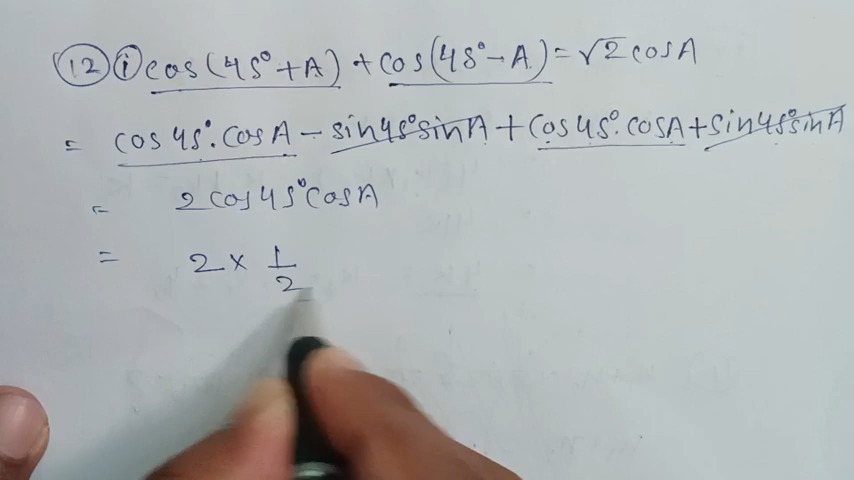 12 i cos(45°+A) + cos(45°-A) = √2 cosA
= cos45°.cosA - sin45°sinA + cos45°.cosA + sin45°sinA
= 2cos45°cosA
= 2 × 1/2